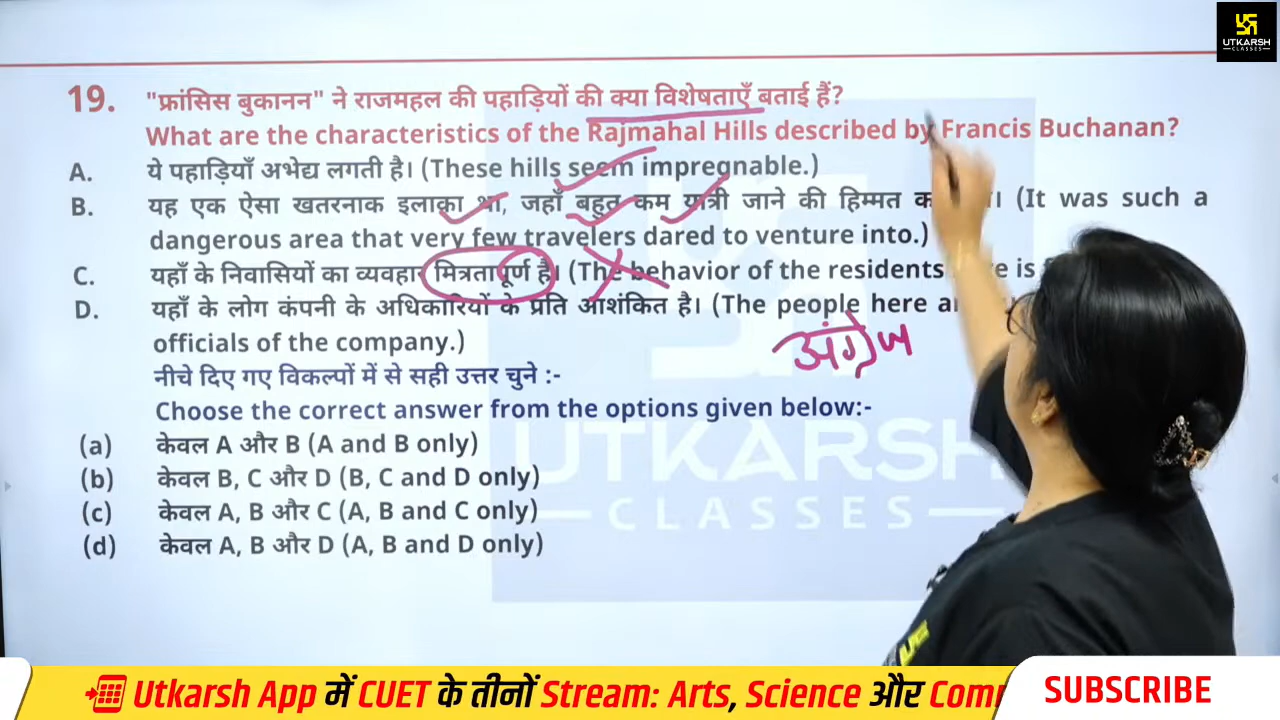 UTKARSH
CLASSES
19. "फ्रांसिस बुकानन" ने राजमहल की पहाड़ियों की क्या विशेषताएँ बताई हैं?
What are the characteristics of the Rajmahal Hills described by Francis Buchanan?
A. ये पहाड़ियाँ अभेद्य लगती है। (These hills seem impregnable.)
B. यह एक ऐसा खतरनाक इलाक़ा था, जहाँ बहुत कम यात्री जाने की हिम्मत (It was such a
dangerous area that very few travelers dared to venture into.)
C. यहाँ के निवासियों का व्यवहार मित्रतापूर्ण है। (The behavior of the residents is
D. यहाँ के लोग कंपनी के अधिकारियों के प्रति आशंकित है। (The people here
officials of the company.)
अंग्रेज
नीचे दिए गए विकल्पों में से सही उत्तर चुने :-
Choose the correct answer from the options given below:-
(a) केवल A और B (A and B only)
(b) केवल B, C और D (B, C and D only)
(c) केवल A, B और C (A, B and C only)
(d) केवल A, B और D (A, B and D only)
UTKARSH
CLASSES
Utkarsh App में CUET के तीनों Stream: Arts, Science और
SUBSCRIBE